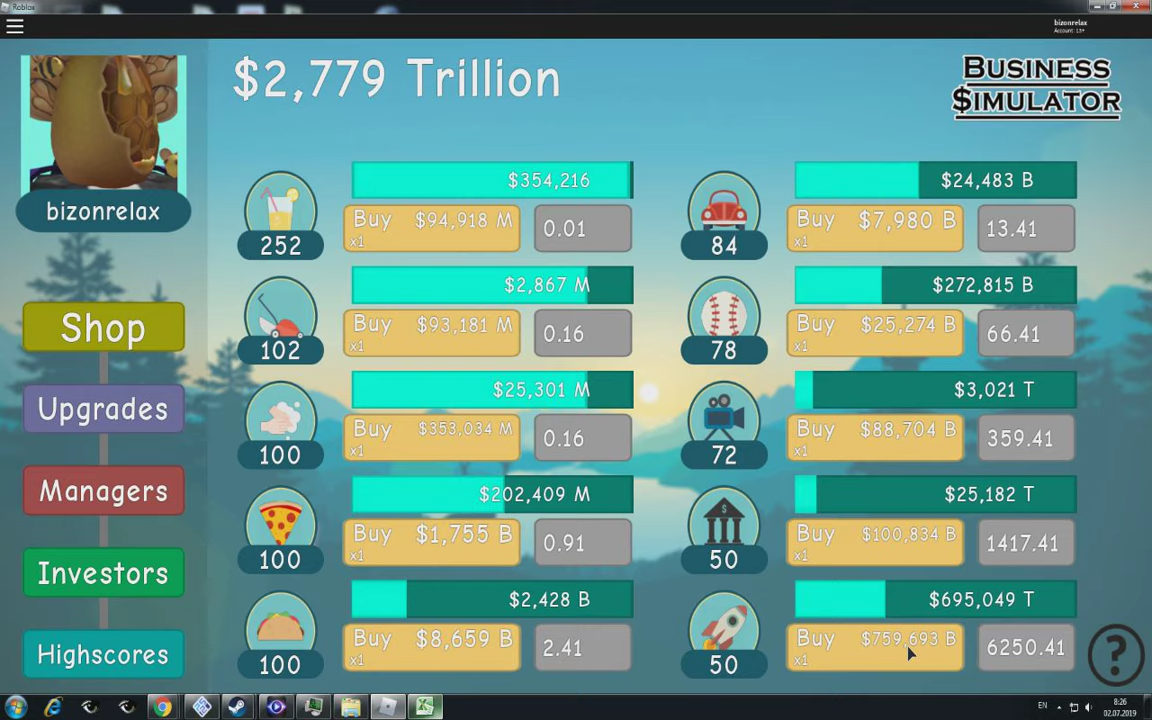 Roblox
bizonrelax
Account: 13+
$2,779 Trillion
BUSINESS
$IMULATOR
bizonrelax
Shop
Upgrades
Managers
Investors
Highscores
$354,216
Buy $94,918 M
x1
0.01
252
$2,867 M
Buy $93,181 M
x1
0.16
102
$25,301 M
Buy $353,034 M
x1
0.16
100
$202,409 M
Buy $1,755 B
x1
0.91
100
$2,428 B
Buy $8,659 B
x1
2.41
100
$24,483 B
Buy $7,980 B
x1
13.41
84
$272,815 B
Buy $25,274 B
x1
66.41
78
$3,021 T
Buy $88,704 B
x1
359.41
72
$25,182 T
Buy $100,834 B
x1
1417.41
50
$695,049 T
Buy $759,693 B
x1
6250.41
50
?
EN
8:26
02.07.2019